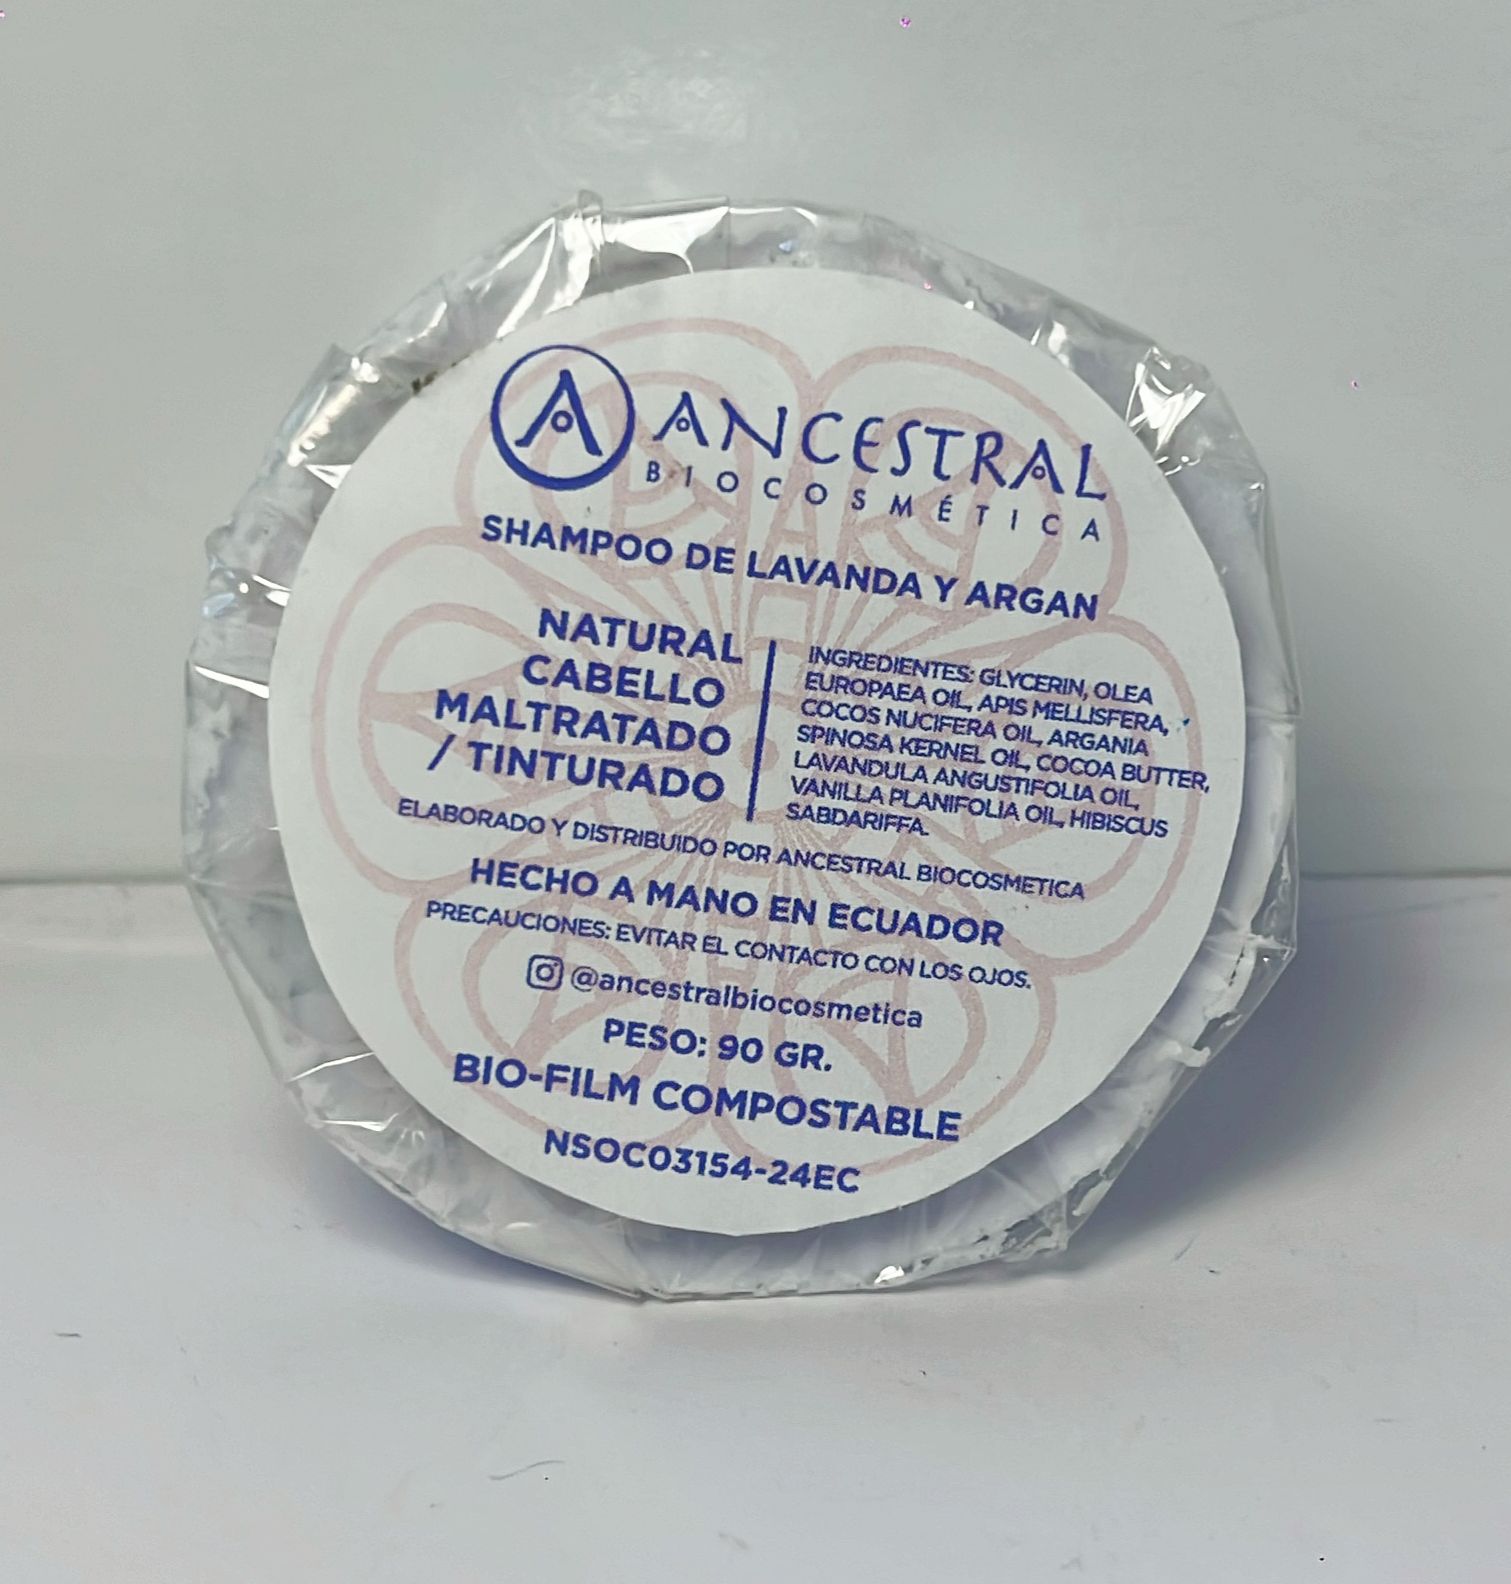 A ANCESTRAL
BIOCOSMÉTICA
SHAMPOO DE LAVANDA Y ARGAN
NATURAL
CABELLO
MALTRATADO
/ TINTURADO
INGREDIENTES: GLYCERIN, OLEA
EUROPAEA OIL, APIS MELLISFERA,
COCOS NUCIFERA OIL, ARGANIA
SPINOSA KERNEL OIL, COCOA BUTTER,
LAVANDULA ANGUSTIFOLIA OIL,
VANILLA PLANIFOLIA OIL, HIBISCUS
SABDARIFFA.
ELABORADO Y DISTRIBUIDO POR ANCESTRAL BIOCOSMETICA
HECHO A MANO EN ECUADOR
PRECAUCIONES: EVITAR EL CONTACTO CON LOS OJOS.
@ancestralbiocosmetica
PESO: 90 GR.
BIO-FILM COMPOSTABLE
NSOC03154-24EC